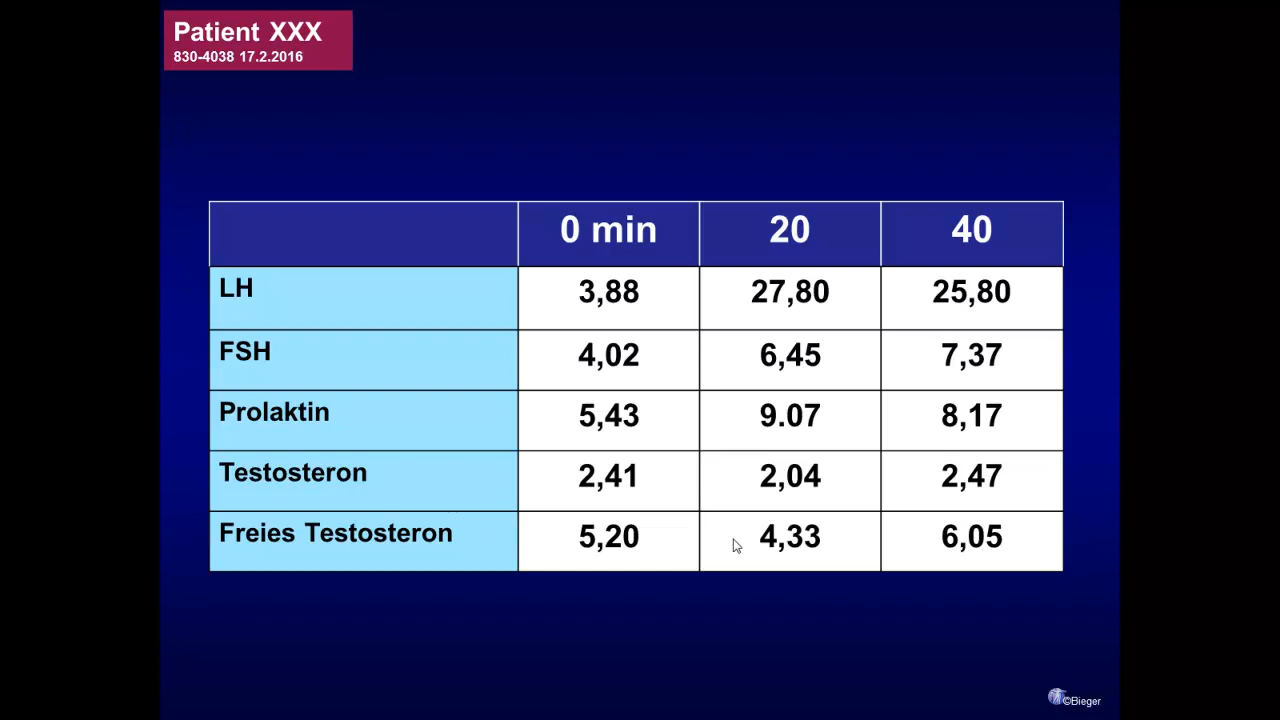 Patient XXX
830-4038 17.2.2016
0 min 20 40
LH 3,88 27,80 25,80
FSH 4,02 6,45 7,37
Prolaktin 5,43 9.07 8,17
Testosteron 2,41 2,04 2,47
Freies Testosteron 5,20 4,33 6,05
©Bieger